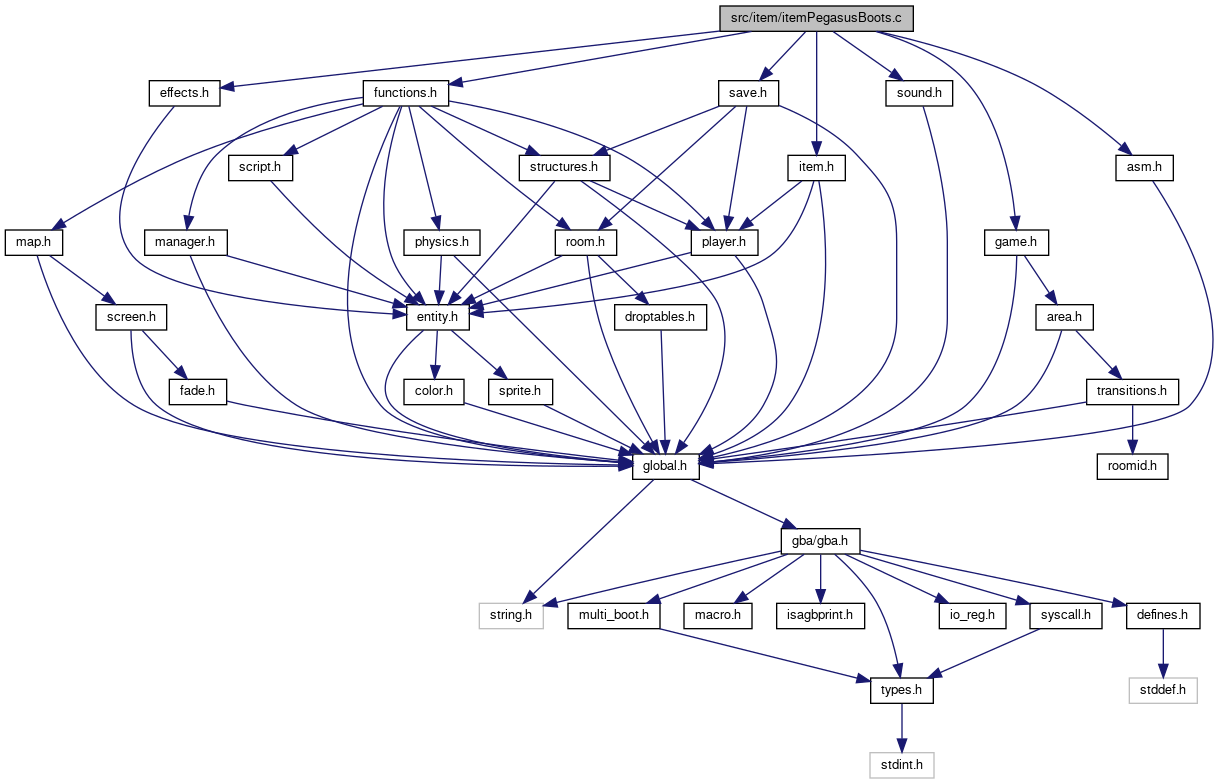 src/item/itemPegasusBoots.c
effects.h
functions.h
save.h
sound.h
script.h
structures.h
item.h
asm.h
map.h
manager.h
physics.h
room.h
player.h
game.h
screen.h
entity.h
droptables.h
area.h
fade.h
color.h
sprite.h
transitions.h
global.h
roomid.h
gba/gba.h
string.h
multi_boot.h
macro.h
isagbprint.h
io_reg.h
syscall.h
defines.h
types.h
stddef.h
stdint.h